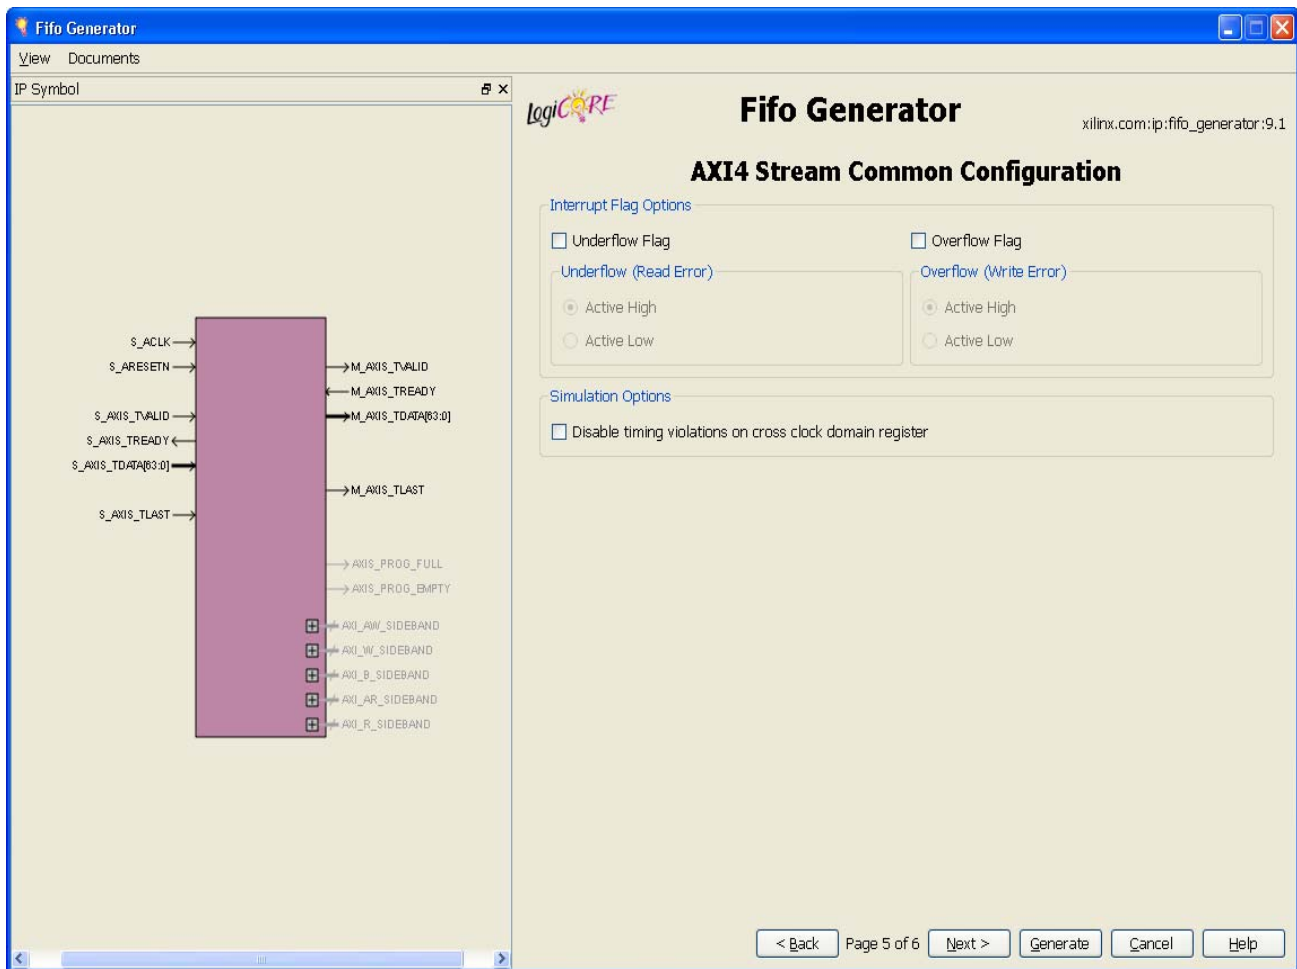 Fifo Generator
View Documents
IP Symbol
S_ACLK
S_ARESETN
S_AXIS_TVALID
S_AXIS_TREADY
S_AXIS_TDATA[63:0]
S_AXIS_TLAST
M_AXIS_TVALID
M_AXIS_TREADY
M_AXIS_TDATA[63:0]
M_AXIS_TLAST
AXIS_PROG_FULL
AXIS_PROG_EMPTY
AXI_AW_SIDEBAND
AXI_W_SIDEBAND
AXI_B_SIDEBAND
AXI_AR_SIDEBAND
AXI_R_SIDEBAND
LogiCORE
Fifo Generator
xilinx.com:ip:fifo_generator:9.1
AXI4 Stream Common Configuration
Interrupt Flag Options
Underflow Flag Overflow Flag
Underflow (Read Error) Overflow (Write Error)
Active High Active High
Active Low Active Low
Simulation Options
Disable timing violations on cross clock domain register
< Back Page 5 of 6 Next > Generate Cancel Help